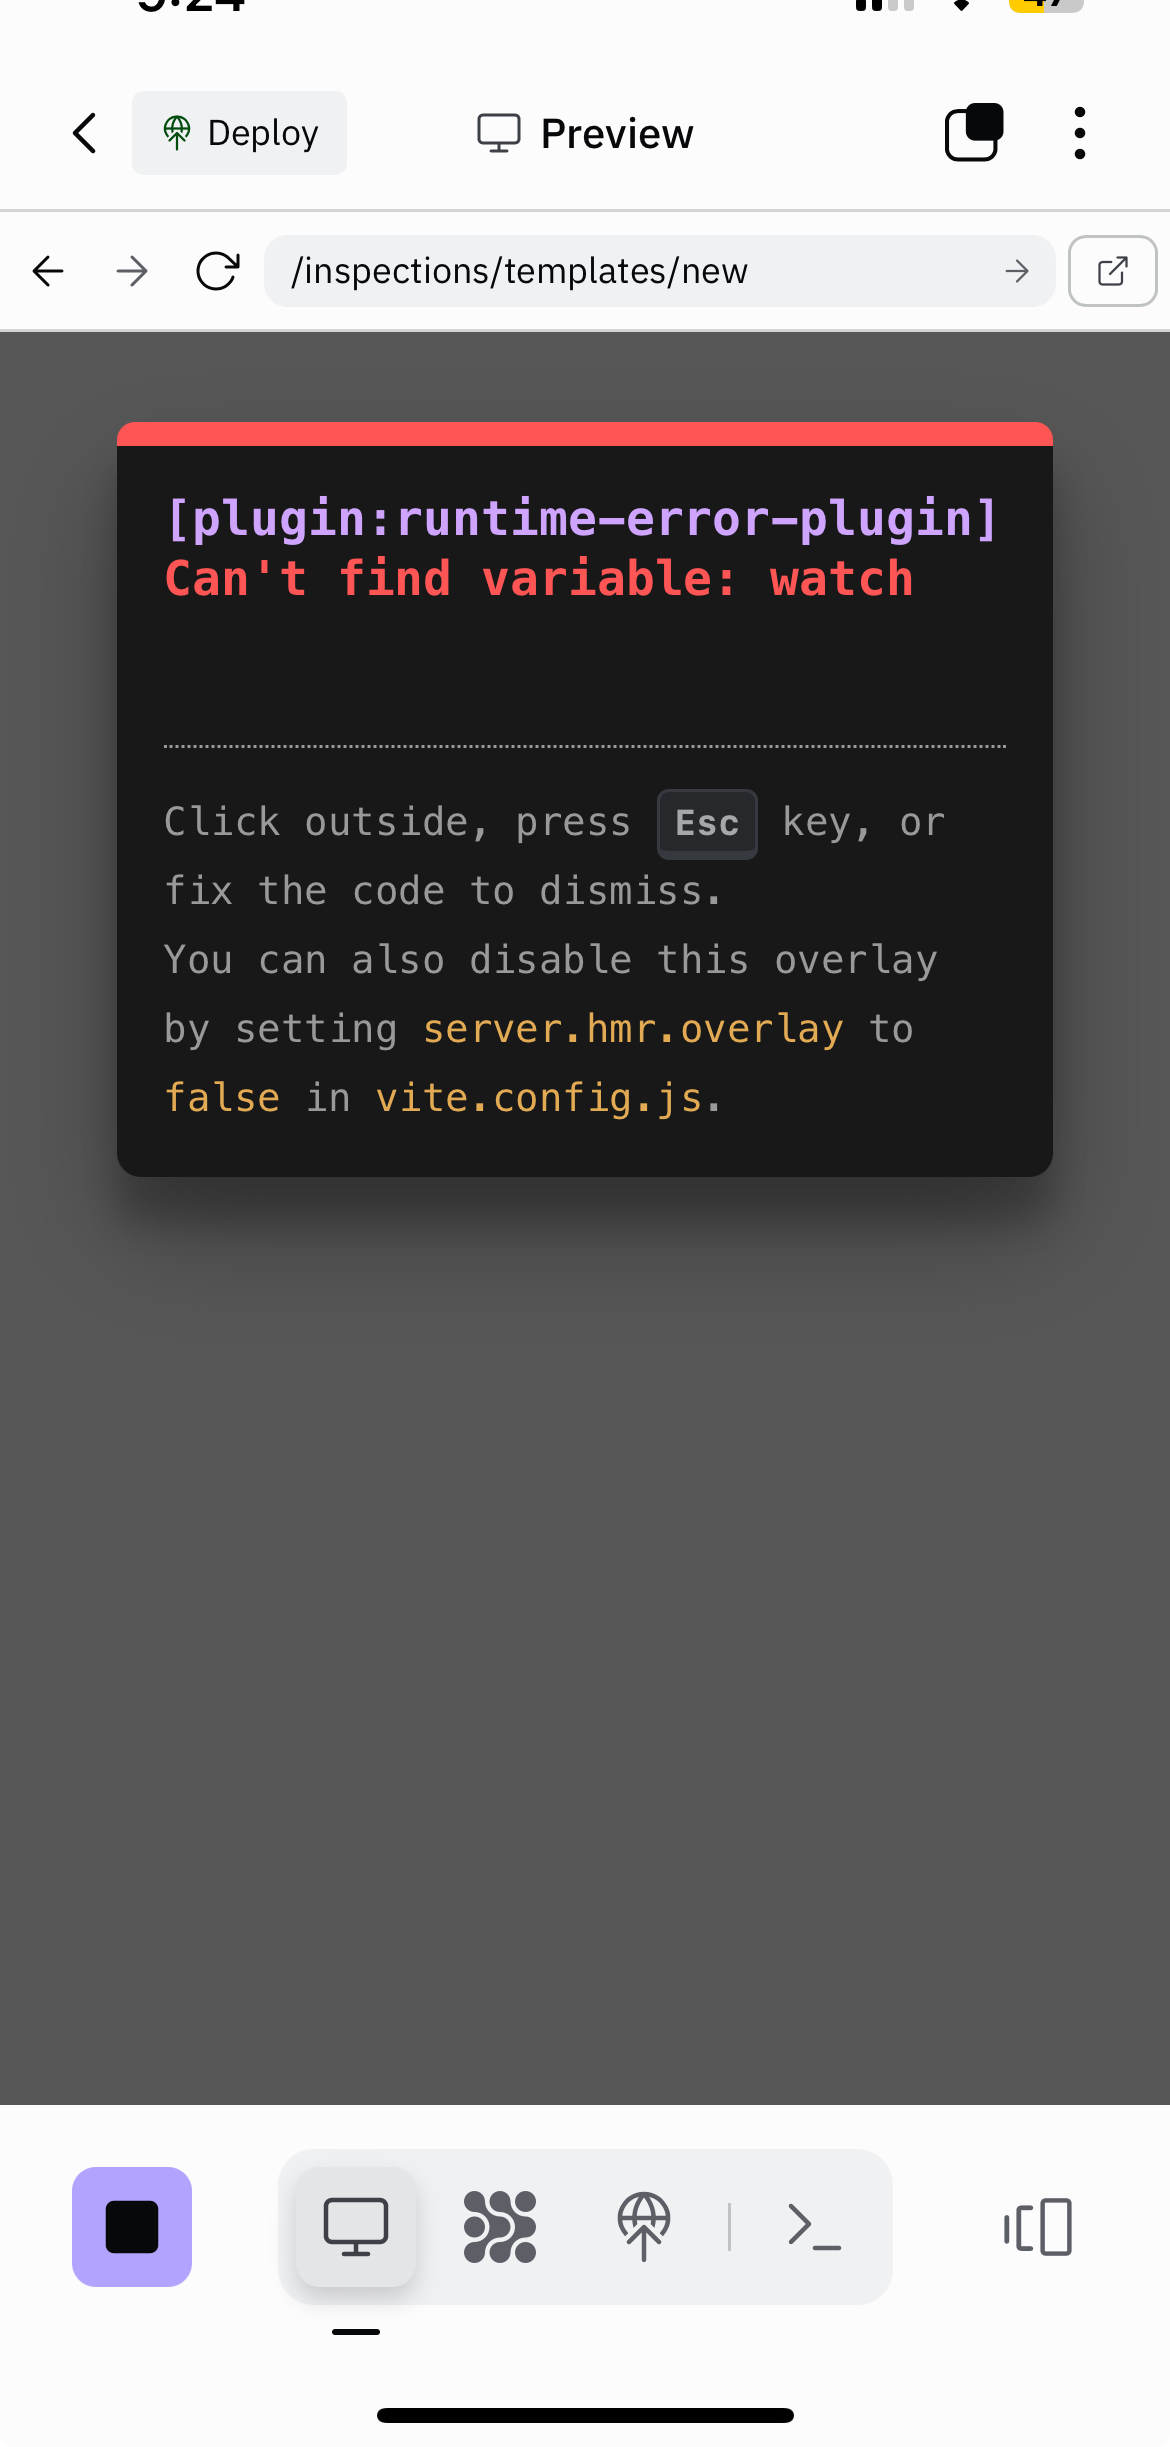 Deploy
Preview
/inspections/templates/new
[plugin:runtime-error-plugin]
Can't find variable: watch
Click outside, press Esc key, or
fix the code to dismiss.
You can also disable this overlay
by setting server.hmr.overlay to
false in vite.config.js.